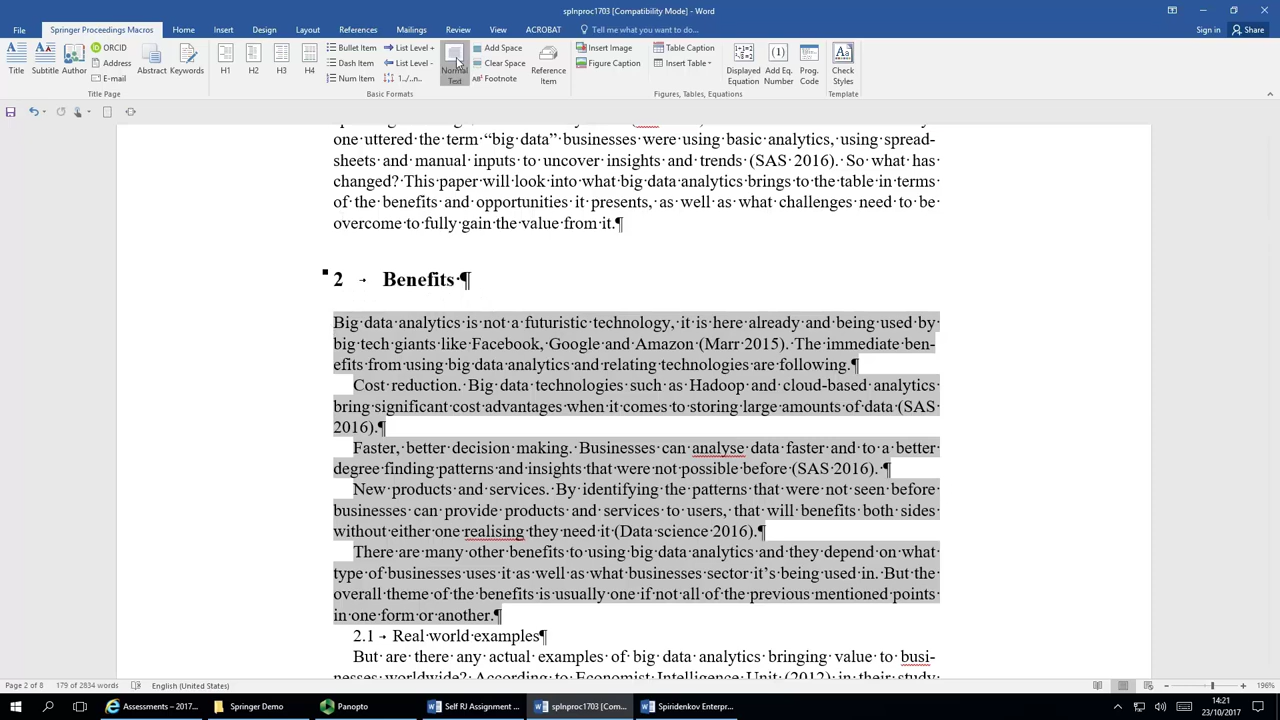 splnproc1703 [Compatibility Mode] - Word
File Springer Proceedings Macros Home Insert Design Layout References Mailings Review View ACROBAT Tell me what you want to do... Sign in Share
ORCID Bullet Item List Level + Add Space Insert Image Table Caption
Address Dash Item List Level - Clear Space Figure Caption Insert Table
E-mail Num Item 1../..n.. Footnote
Title Subtitle Author Abstract Keywords H1 H2 H3 H4 Normal Text Reference Item Displayed Equation Add Eq. Number Prog. Code Check Styles
Title Page Basic Formats Figures, Tables, Equations Template
one uttered the term “big data” businesses were using basic analytics, using spread-
sheets and manual inputs to uncover insights and trends (SAS 2016). So what has
changed? This paper will look into what big data analytics brings to the table in terms
of the benefits and opportunities it presents, as well as what challenges need to be
overcome to fully gain the value from it.¶
2 → Benefits ¶
Big data analytics is not a futuristic technology, it is here already and being used by
big tech giants like Facebook, Google and Amazon (Marr 2015). The immediate ben-
efits from using big data analytics and relating technologies are following.¶
Cost reduction. Big data technologies such as Hadoop and cloud-based analytics
bring significant cost advantages when it comes to storing large amounts of data (SAS
2016).¶
Faster, better decision making. Businesses can analyse data faster and to a better
degree finding patterns and insights that were not possible before (SAS 2016). ¶
New products and services. By identifying the patterns that were not seen before
businesses can provide products and services to users, that will benefits both sides
without either one realising they need it (Data science 2016).¶
There are many other benefits to using big data analytics and they depend on what
type of businesses uses it as well as what businesses sector it’s being used in. But the
overall theme of the benefits is usually one if not all of the previous mentioned points
in one form or another.¶
2.1 → Real world examples¶
But are there any actual examples of big data analytics bringing value to busi-
nesses worldwide? According to Economist Intelligence Unit (2012) in their study
Page 2 of 8 179 of 2834 words English (United States) 196%
Assessments – 2017... Springer Demo Panopto Self RJ Assignment ... splnproc1703 [Com... Spiridenkov Enterpr... 14:21
23/10/2017